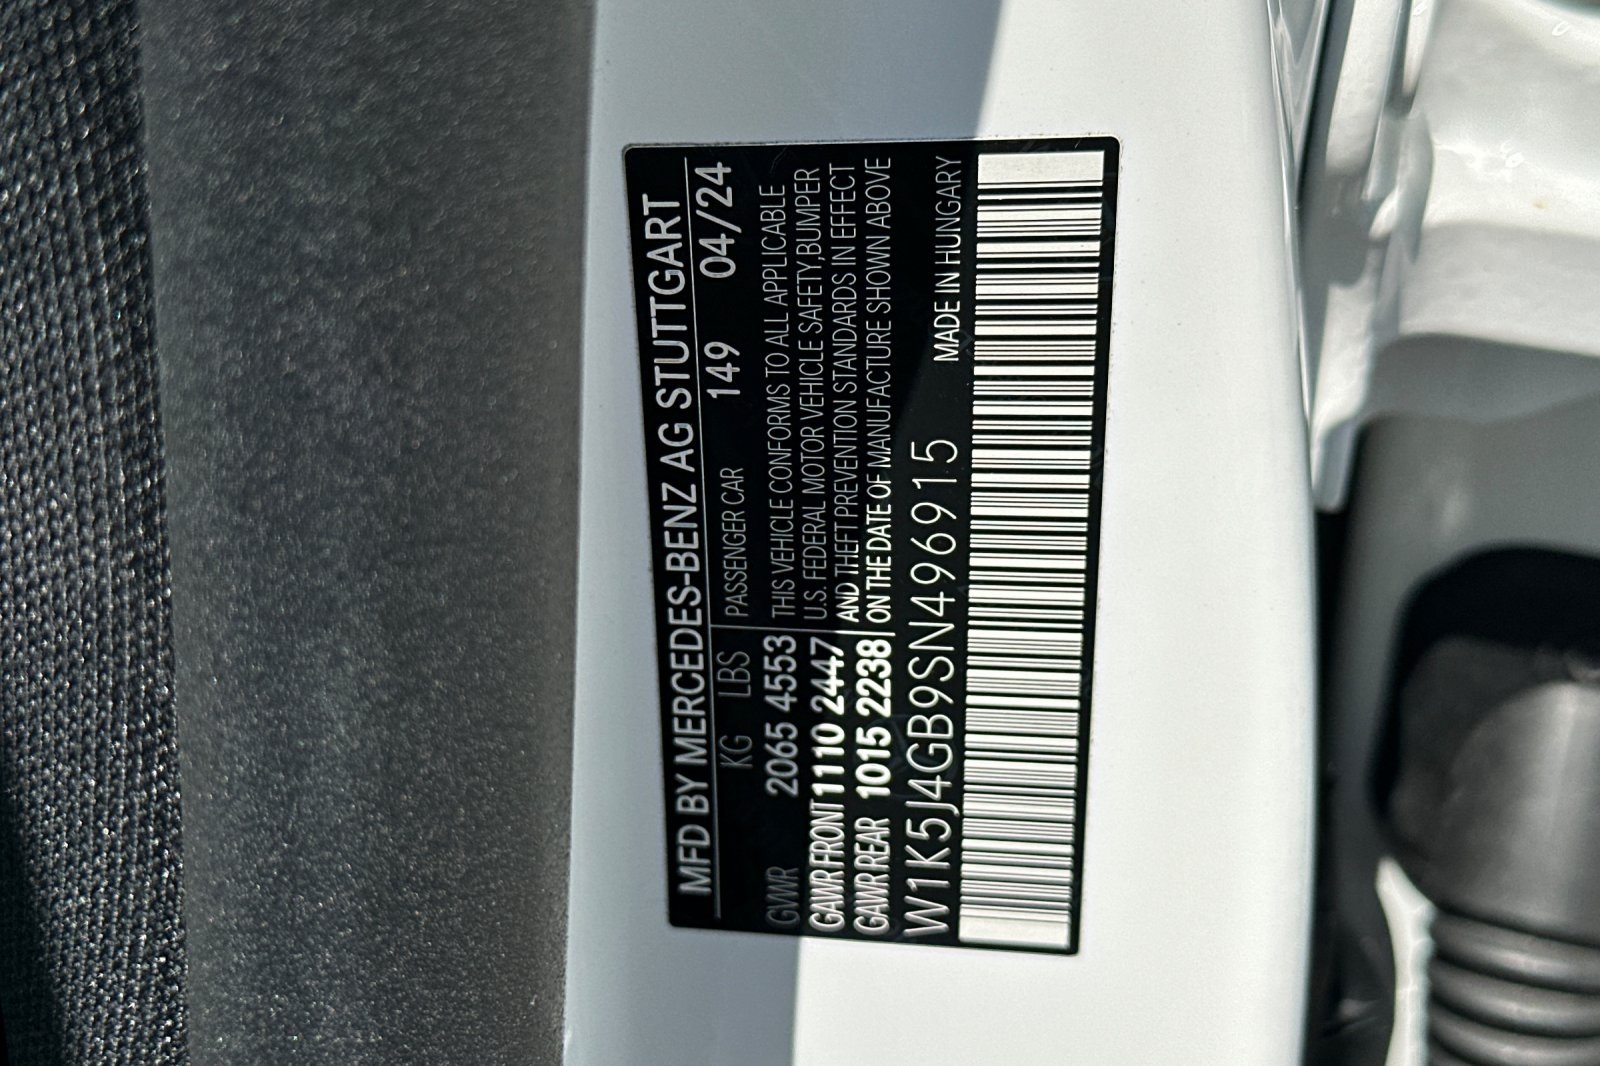 MFD BY MERCEDES-BENZ AG STUTTGART
KG LBS PASSENGER CAR 149 04/24
GVWR 2065 4553 THIS VEHICLE CONFORMS TO ALL APPLICABLE
GAWR FRONT 1110 2447 U.S. FEDERAL MOTOR VEHICLE SAFETY,BUMPER
AND THEFT PREVENTION STANDARDS IN EFFECT
GAWR REAR 1015 2238 ON THE DATE OF MANUFACTURE SHOWN ABOVE
W1K5J4GB9SN496915 MADE IN HUNGARY